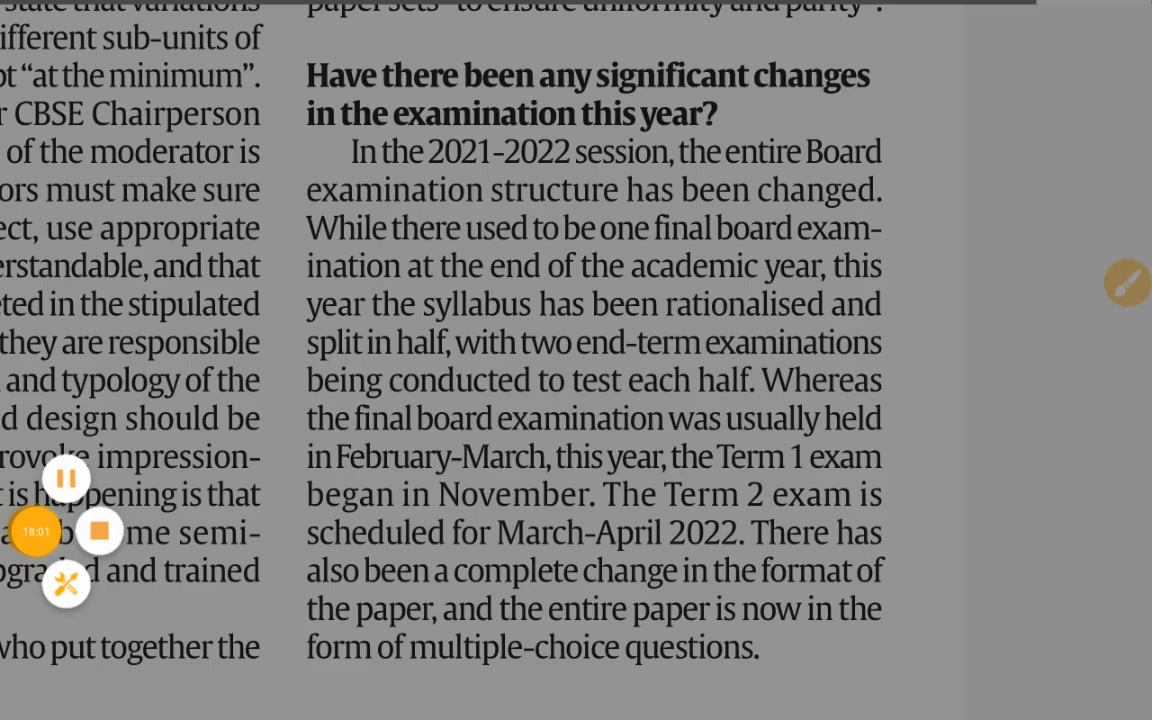 state that variations
ifferent sub-units of
pt “at the minimum”.
r CBSE Chairperson
of the moderator is
ors must make sure
ect, use appropriate
erstandable, and that
eted in the stipulated
they are responsible
and typology of the
d design should be
rovoke impression-
t is happening is that
me semi-
pgraded and trained
who put together the
paper sets “to ensure uniformity and parity”.
Have there been any significant changes
in the examination this year?
In the 2021-2022 session, the entire Board
examination structure has been changed.
While there used to be one final board exam-
ination at the end of the academic year, this
year the syllabus has been rationalised and
split in half, with two end-term examinations
being conducted to test each half. Whereas
the final board examination was usually held
in February-March, this year, the Term 1 exam
began in November. The Term 2 exam is
scheduled for March-April 2022. There has
also been a complete change in the format of
the paper, and the entire paper is now in the
form of multiple-choice questions.
18:01